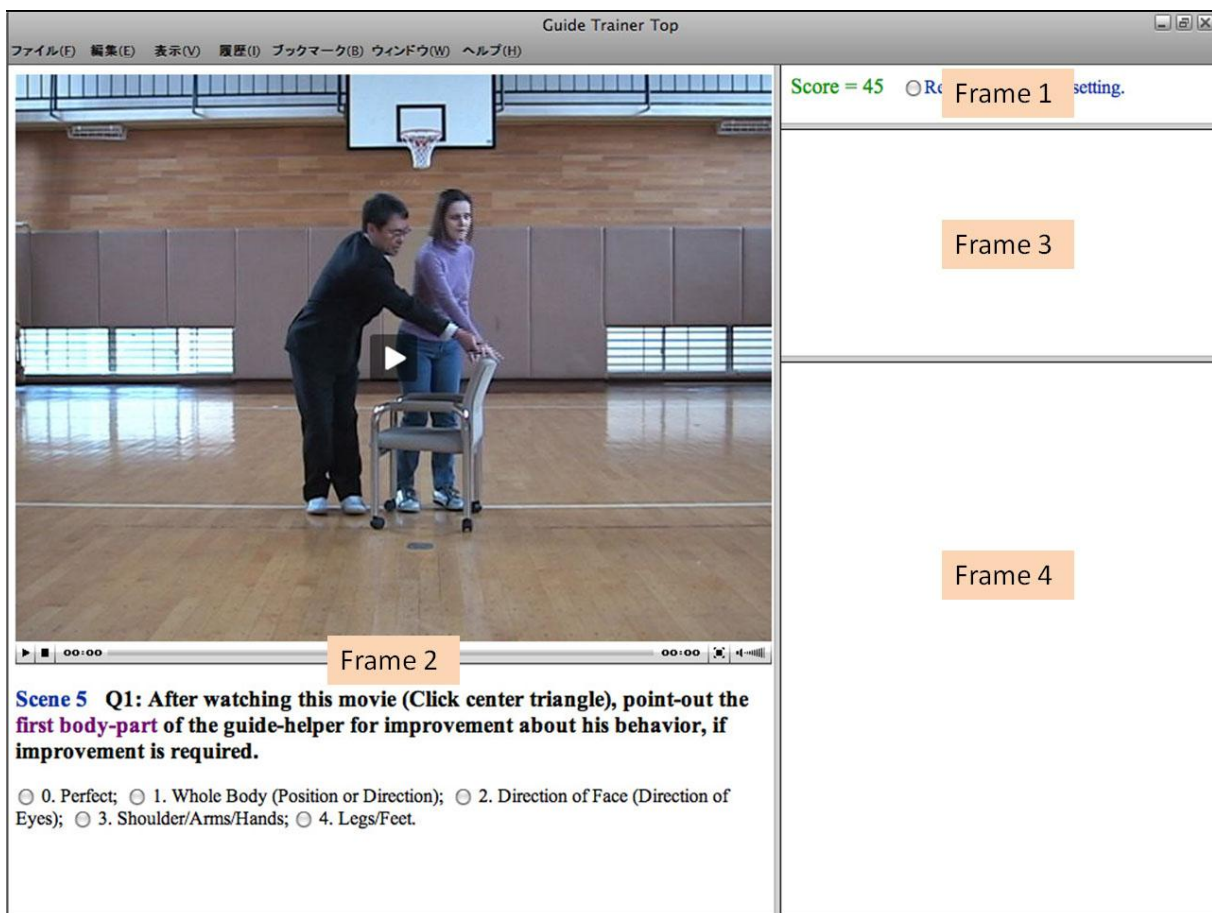 Guide Trainer Top
ファイル(F) 編集(E) 表示(V) 履歴(I) ブックマーク(B) ウィンドウ(W) ヘルプ(H)
Score = 45 Re
Frame 1
setting.
Frame 3
Frame 4
00:00 00:00
Frame 2
Scene 5 Q1: After watching this movie (Click center triangle), point-out the
first body-part of the guide-helper for improvement about his behavior, if
improvement is required.
0. Perfect; 1. Whole Body (Position or Direction); 2. Direction of Face (Direction of
Eyes); 3. Shoulder/Arms/Hands; 4. Legs/Feet.